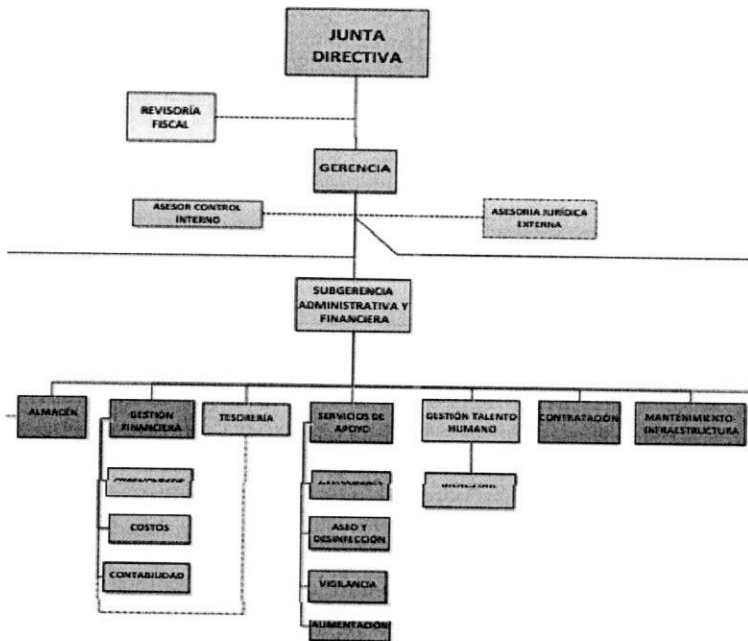 JUNTA
DIRECTIVA
REVISORÍA
FISCAL
GERENCIA
ASESOR CONTROL
INTERNO
ASESORIA JURÍDICA
EXTERNA
SUBGERENCIA
ADMINISTRATIVA Y
FINANCIERA
ALMACÉN
GESTIÓN
FINANCIERA
TESORERÍA
SERVICIOS DE
APOYO
GESTIÓN TALENTO
HUMANO
CONTRATACIÓN
MANTENIMIENTO
INFRAESTRUCTURA
COSTOS
ASEO Y
DESINFECCIÓN
CONTABILIDAD
VIGILANCIA
ALIMENTACIÓN